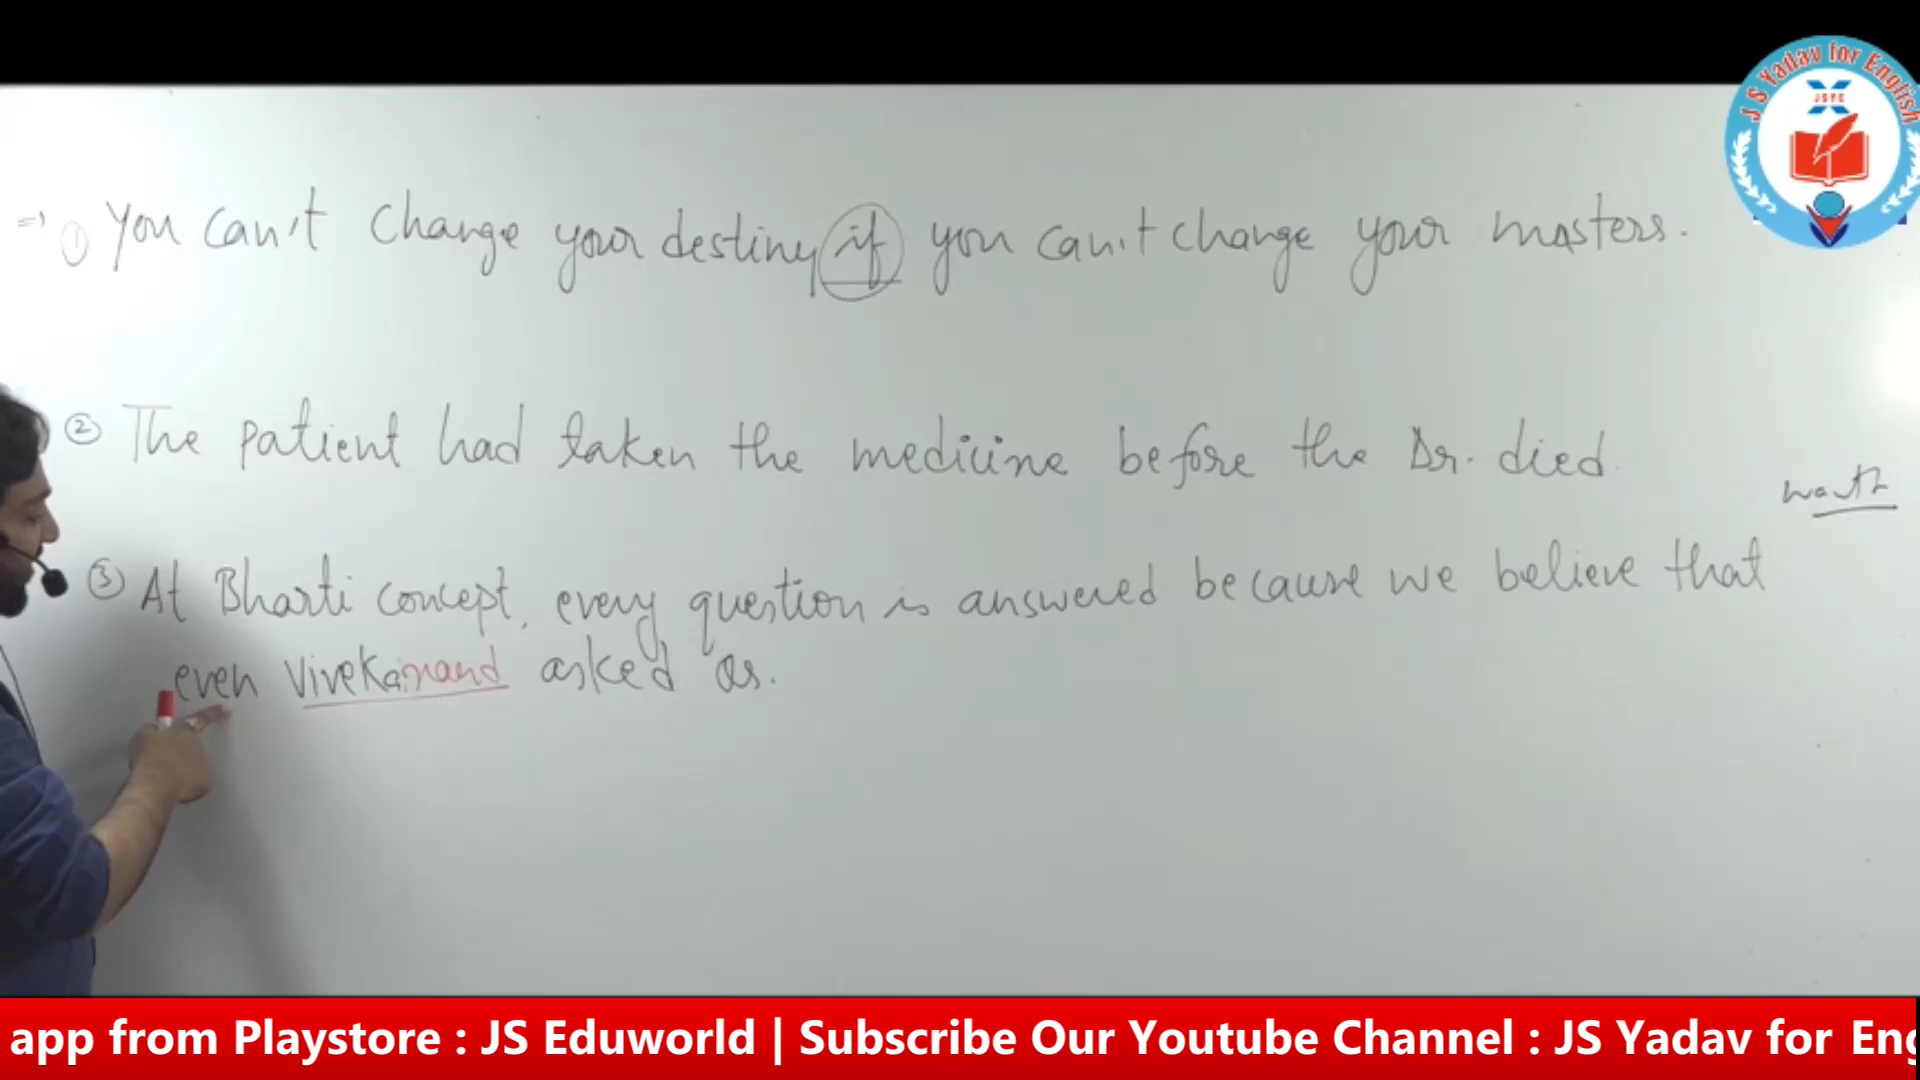 J S Yadav for English
JSYE
=> ① You can't change your destiny if you can't change your masters.
② The patient had taken the medicine before the Dr. died.
③ At Bharti concept, every question is answered because we believe that
even Vivekanand asked as.
app from Playstore : JS Eduworld | Subscribe Our Youtube Channel : JS Yadav for Eng